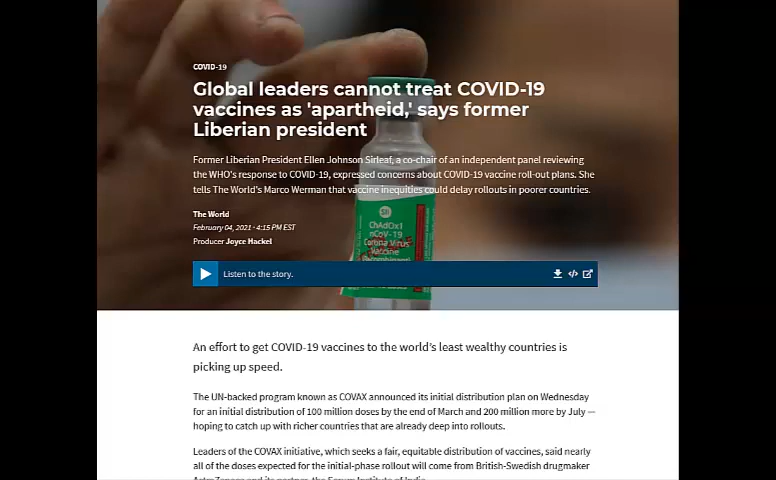 COVID-19
Global leaders cannot treat COVID-19
vaccines as 'apartheid,' says former
Liberian president
Former Liberian President Ellen Johnson Sirleaf, a co-chair of an independent panel reviewing
the WHO's response to COVID-19, expressed concerns about COVID-19 vaccine roll-out plans. She
tells The World's Marco Werman that vaccine inequities could delay rollouts in poorer countries.
The World
February 04, 2021 · 4:15 PM EST
Producer Joyce Hackel
SII
ChAdOx1
nCoV-19
Corona Virus
Vaccine
(Recombinant)
Listen to the story.
An effort to get COVID-19 vaccines to the world's least wealthy countries is
picking up speed.
The UN-backed program known as COVAX announced its initial distribution plan on Wednesday
for an initial distribution of 100 million doses by the end of March and 200 million more by July —
hoping to catch up with richer countries that are already deep into rollouts.
Leaders of the COVAX initiative, which seeks a fair, equitable distribution of vaccines, said nearly
all of the doses expected for the initial-phase rollout will come from British-Swedish drugmaker